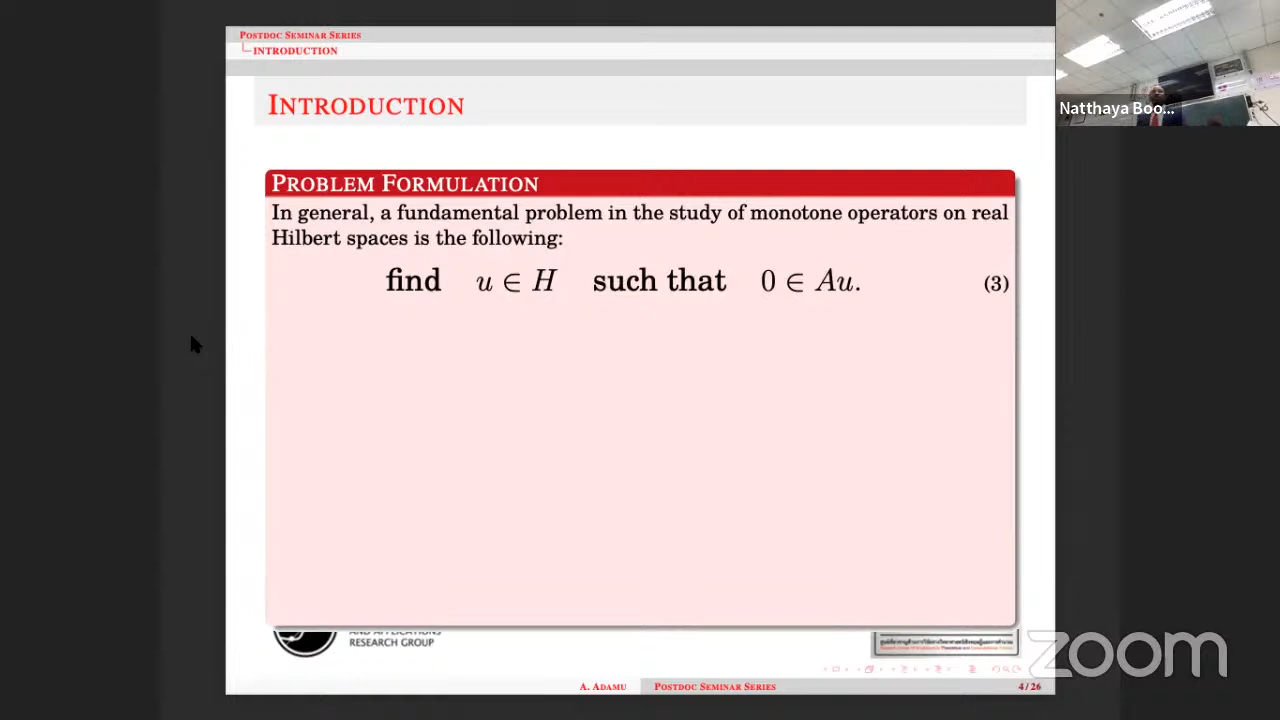 POSTDOC SEMINAR SERIES
INTRODUCTION
INTRODUCTION
PROBLEM FORMULATION
In general, a fundamental problem in the study of monotone operators on real
Hilbert spaces is the following:
find u ∈ H such that 0 ∈ Au. (3)
AND APPLICATIONS
RESEARCH GROUP
A. ADAMU POSTDOC SEMINAR SERIES 4 / 26
Natthaya Boo...
zoom